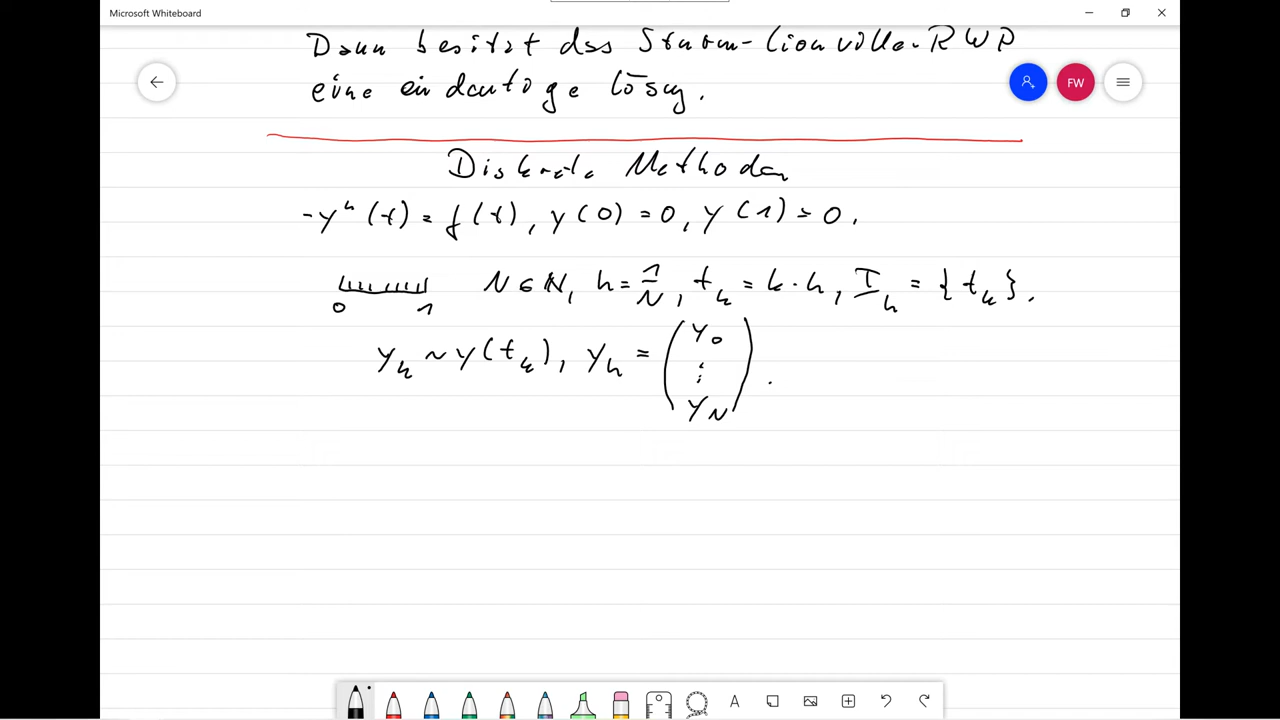 Microsoft Whiteboard
Dann besitzt das Sturm-Liouville-RWP
eine eindeutige Lösung.
FW
Diskrete Methoden
-y''(t) = f(t), y(0) = 0, y(1) = 0.
0 1 N ∈ ℕ, h = 1/N, t_k = k · h, I_h = { t_k }.
y_k ~ y(t_k), y_h = ( y_0 ⋮ y_N ).
A